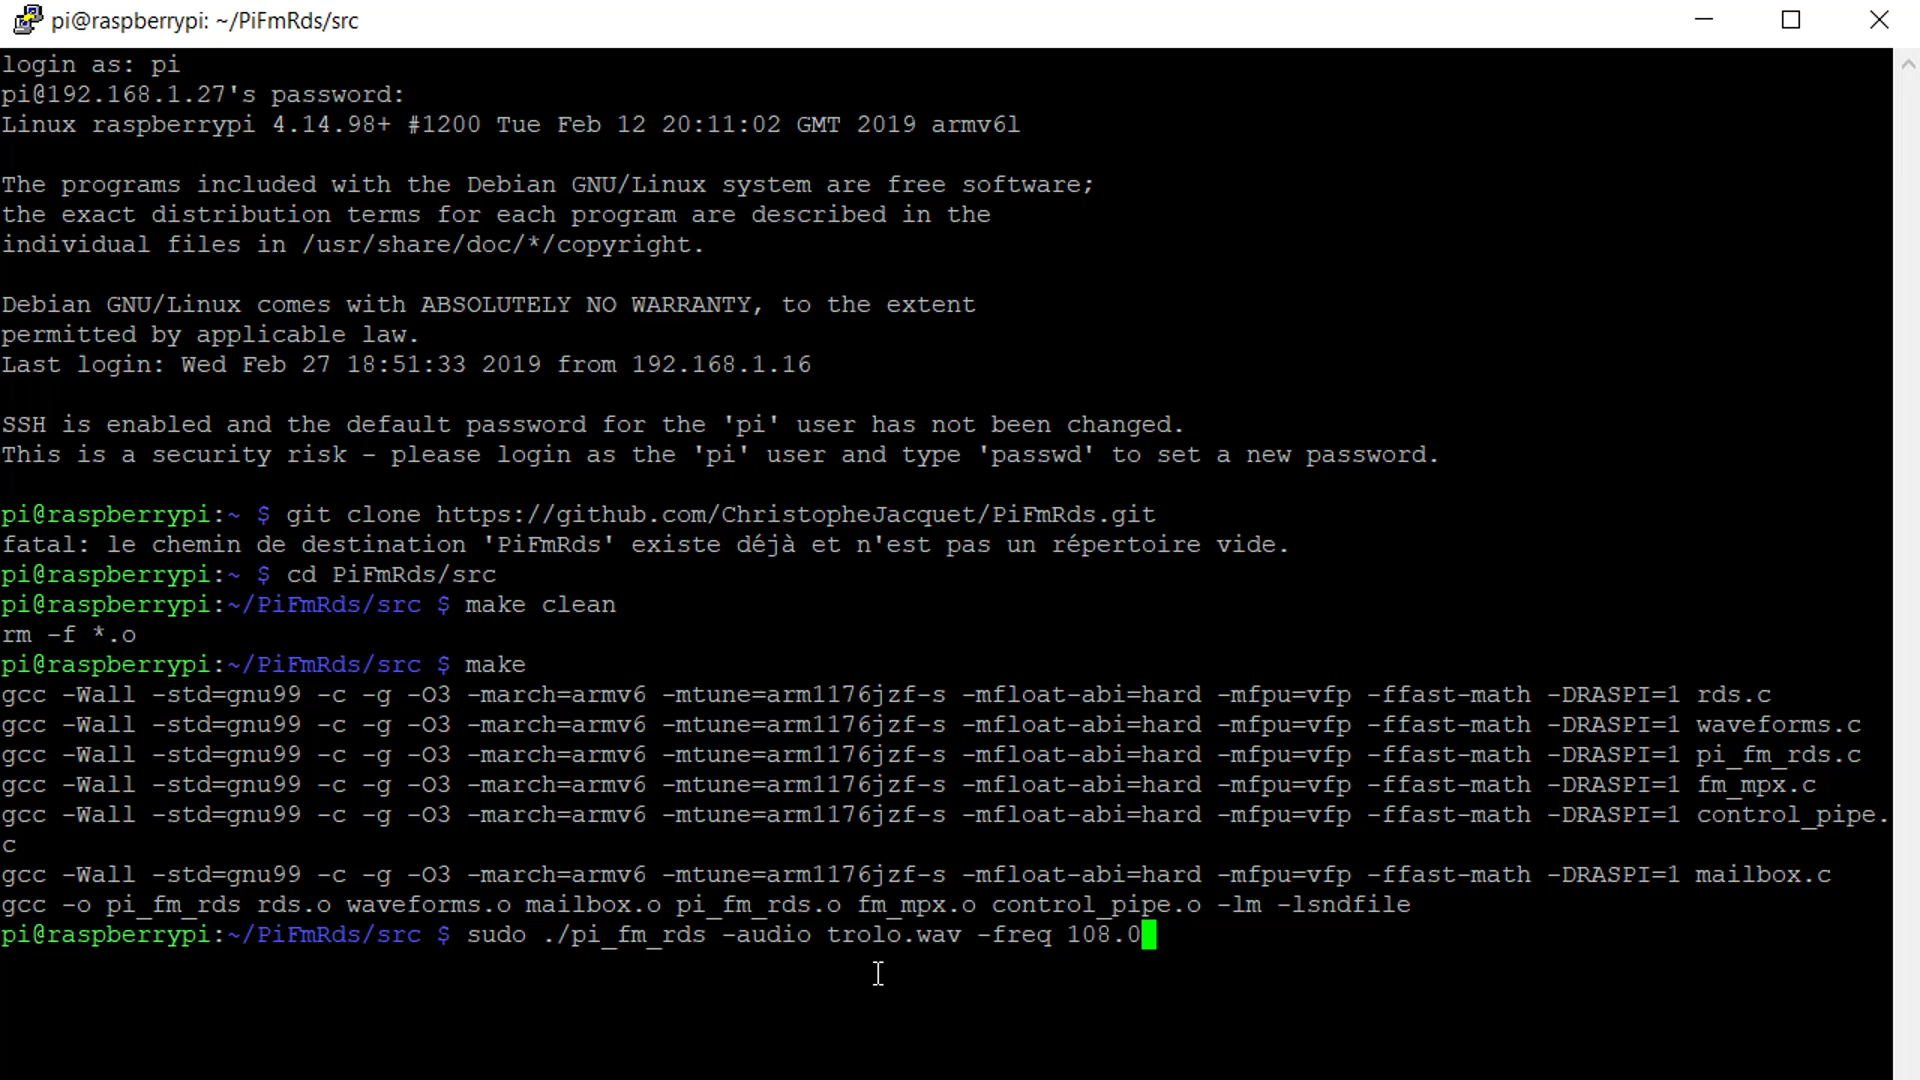 pi@raspberrypi: ~/PiFmRds/src
login as: pi
pi@192.168.1.27's password:
Linux raspberrypi 4.14.98+ #1200 Tue Feb 12 20:11:02 GMT 2019 armv6l
The programs included with the Debian GNU/Linux system are free software;
the exact distribution terms for each program are described in the
individual files in /usr/share/doc/*/copyright.
Debian GNU/Linux comes with ABSOLUTELY NO WARRANTY, to the extent
permitted by applicable law.
Last login: Wed Feb 27 18:51:33 2019 from 192.168.1.16
SSH is enabled and the default password for the 'pi' user has not been changed.
This is a security risk - please login as the 'pi' user and type 'passwd' to set a new password.
pi@raspberrypi:~ $ git clone https://github.com/ChristopheJacquet/PiFmRds.git
fatal: le chemin de destination 'PiFmRds' existe déjà et n'est pas un répertoire vide.
pi@raspberrypi:~ $ cd PiFmRds/src
pi@raspberrypi:~/PiFmRds/src $ make clean
rm -f *.o
pi@raspberrypi:~/PiFmRds/src $ make
gcc -Wall -std=gnu99 -c -g -O3 -march=armv6 -mtune=arm1176jzf-s -mfloat-abi=hard -mfpu=vfp -ffast-math -DRASPI=1 rds.c
gcc -Wall -std=gnu99 -c -g -O3 -march=armv6 -mtune=arm1176jzf-s -mfloat-abi=hard -mfpu=vfp -ffast-math -DRASPI=1 waveforms.c
gcc -Wall -std=gnu99 -c -g -O3 -march=armv6 -mtune=arm1176jzf-s -mfloat-abi=hard -mfpu=vfp -ffast-math -DRASPI=1 pi_fm_rds.c
gcc -Wall -std=gnu99 -c -g -O3 -march=armv6 -mtune=arm1176jzf-s -mfloat-abi=hard -mfpu=vfp -ffast-math -DRASPI=1 fm_mpx.c
gcc -Wall -std=gnu99 -c -g -O3 -march=armv6 -mtune=arm1176jzf-s -mfloat-abi=hard -mfpu=vfp -ffast-math -DRASPI=1 control_pipe.
c
gcc -Wall -std=gnu99 -c -g -O3 -march=armv6 -mtune=arm1176jzf-s -mfloat-abi=hard -mfpu=vfp -ffast-math -DRASPI=1 mailbox.c
gcc -o pi_fm_rds rds.o waveforms.o mailbox.o pi_fm_rds.o fm_mpx.o control_pipe.o -lm -lsndfile
pi@raspberrypi:~/PiFmRds/src $ sudo ./pi_fm_rds -audio trolo.wav -freq 108.0